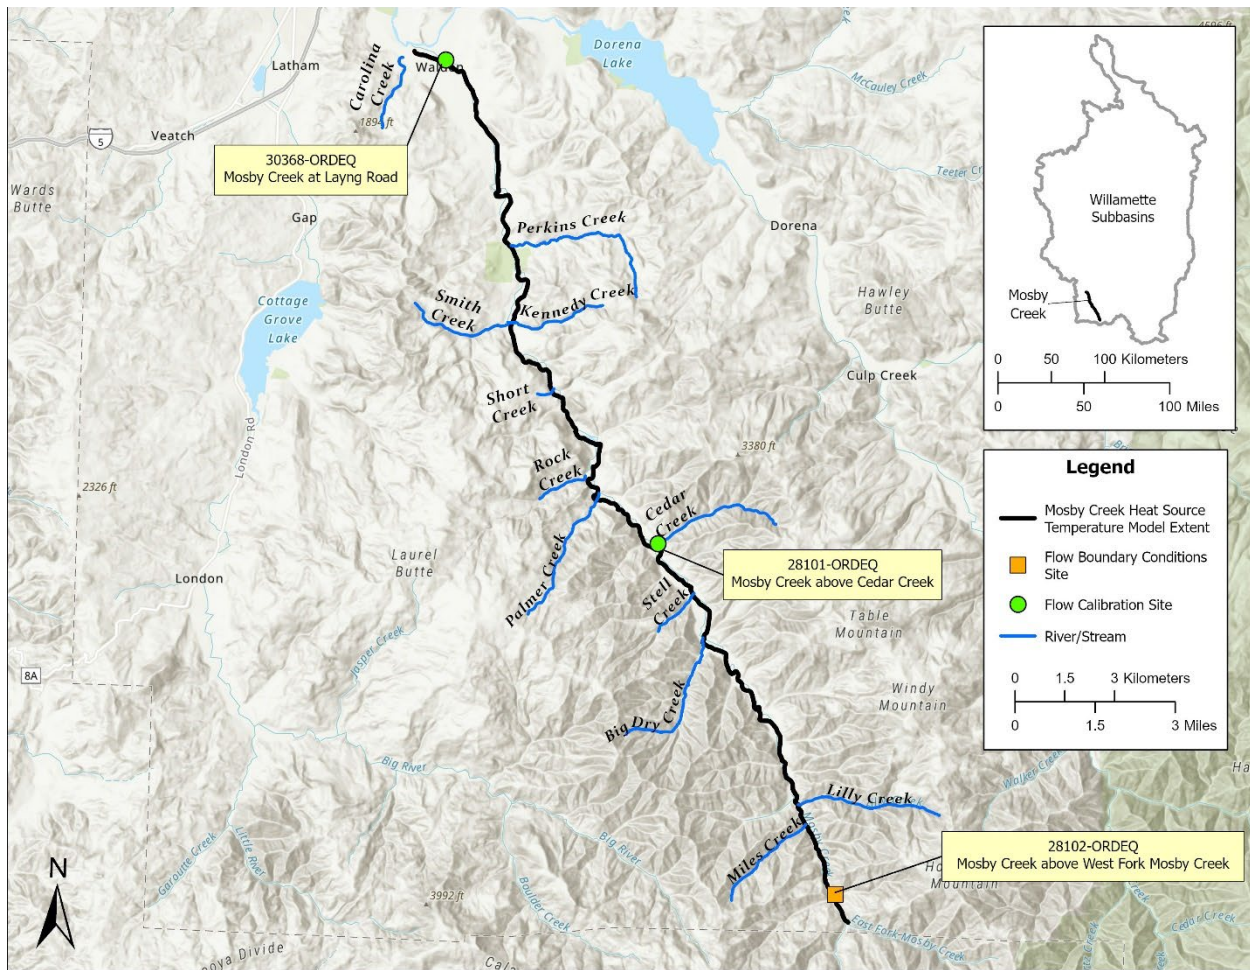 Dorena
Lake
McCauley Creek
Latham
Carolina
Creek
1894 ft
5
Veatch
30368-ORDEQ
Mosby Creek at Layng Road
Wards
Butte
Gap
Perkins Creek
Dorena
Smith
Creek
Kennedy Creek
Hawley
Butte
Cottage
Grove
Lake
Culp Creek
Short
Creek
London Rd
3380 ft
2326 ft
Rock
Creek
Cedar
Creek
28101-ORDEQ
Mosby Creek above Cedar Creek
Laurel
Butte
London
Palmer Creek
Stell
Creek
Table
Mountain
Jasper Creek
8A
Windy
Mountain
Big Dry Creek
Big River
Walker Creek
Lilly Creek
Miles Creek
Mosby Creek
28102-ORDEQ
Mosby Creek above West Fork Mosby Creek
Mountain
Little River
Garoutte Creek
Big River
Boulder Creek
3992 ft
East Fork Mosby Creek
Cedar Creek
Divide
N
Willamette
Subbasins
Mosby
Creek
0 50 100 Kilometers
0 50 100 Miles
Legend
Mosby Creek Heat Source
Temperature Model Extent
Flow Boundary Conditions
Site
Flow Calibration Site
River/Stream
0 1.5 3 Kilometers
0 1.5 3 Miles